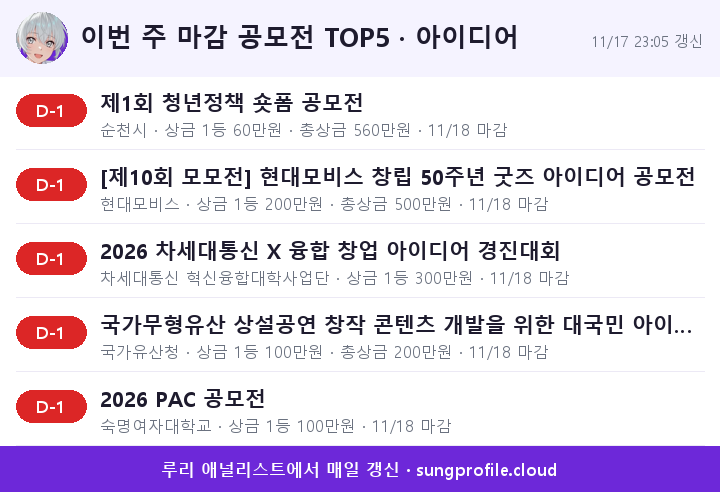 이번 주 마감 공모전 TOP5 · 아이디어
11/17 23:05 갱신
D-1
제1회 청년정책 숏폼 공모전
순천시 · 상금 1등 60만원 · 총상금 560만원 · 11/18 마감
D-1
[제10회 모모전] 현대모비스 창립 50주년 굿즈 아이디어 공모전
현대모비스 · 상금 1등 200만원 · 총상금 500만원 · 11/18 마감
D-1
2026 차세대통신 X 융합 창업 아이디어 경진대회
차세대통신 혁신융합대학사업단 · 상금 1등 300만원 · 11/18 마감
D-1
국가무형유산 상설공연 창작 콘텐츠 개발을 위한 대국민 아이...
국가유산청 · 상금 1등 100만원 · 총상금 200만원 · 11/18 마감
D-1
2026 PAC 공모전
숙명여자대학교 · 상금 1등 100만원 · 11/18 마감
루리 애널리스트에서 매일 갱신 · sungprofile.cloud